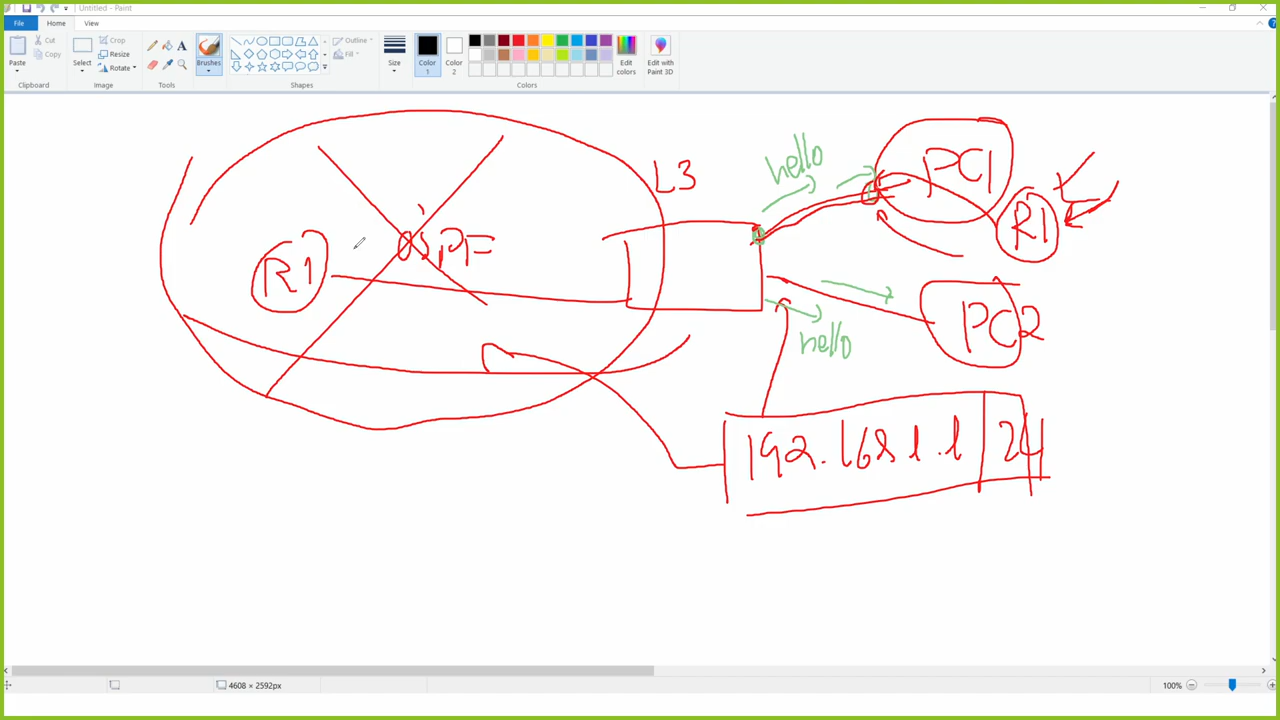 Untitled - Paint
File
Home
View
Paste
Cut
Copy
Clipboard
Select
Crop
Resize
Rotate
Image
Tools
Brushes
Shapes
Outline
Fill
Size
Color 1
Color 2
Edit colors
Edit with Paint 3D
Colors
hello
PC1
L3
R1
R1
PC2
hello
192.168.1.1
24
4608 × 2592px
100%